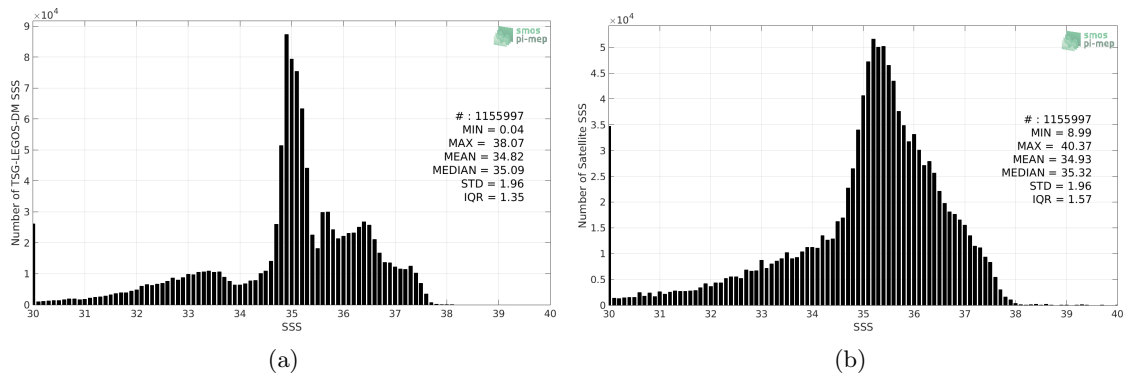 ×10⁴
9
8
7
6
5
4
3
2
1
0
Number of TSG-LEGOS-DM SSS
30 31 32 33 34 35 36 37 38 39 40
SSS
smos
pi-mep
# : 1155997
MIN = 0.04
MAX = 38.07
MEAN = 34.82
MEDIAN = 35.09
STD = 1.96
IQR = 1.35
(a)
×10⁴
5
4.5
4
3.5
3
2.5
2
1.5
1
0.5
0
Number of Satellite SSS
30 31 32 33 34 35 36 37 38 39 40
SSS
smos
pi-mep
# : 1155997
MIN = 8.99
MAX = 40.37
MEAN = 34.93
MEDIAN = 35.32
STD = 1.96
IQR = 1.57
(b)